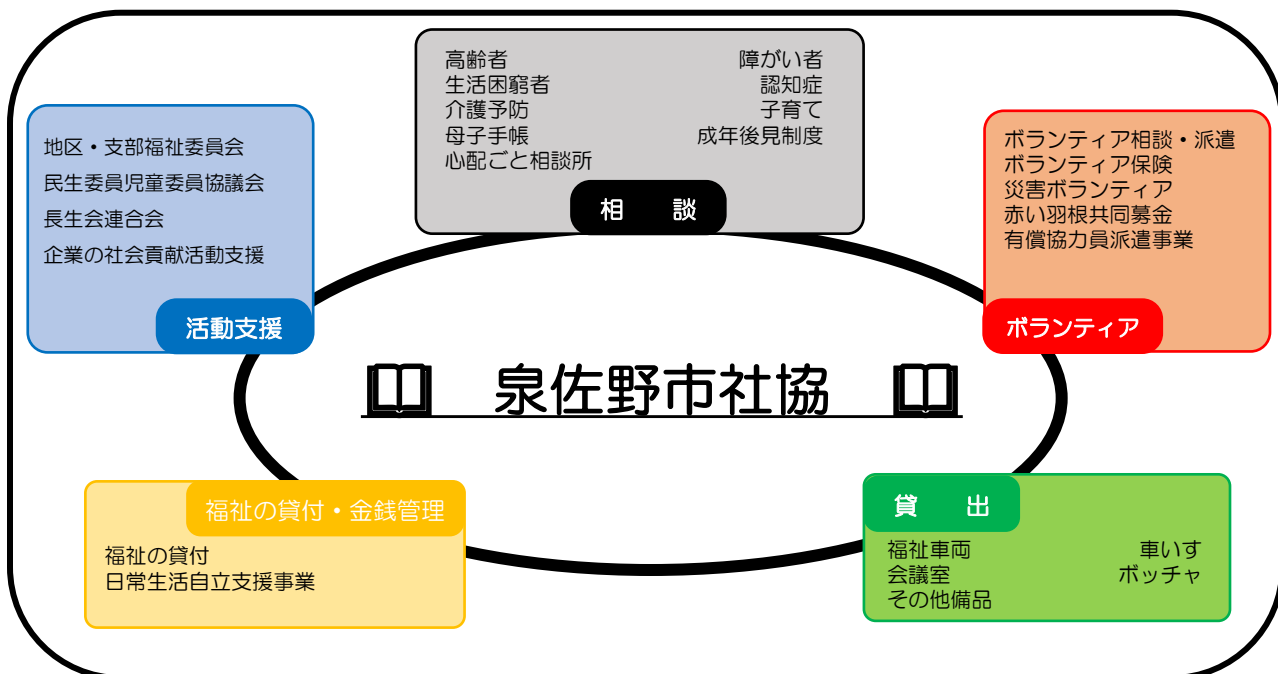 高齢者 障がい者
生活困窮者 認知症
介護予防 子育て
母子手帳 成年後見制度
心配ごと相談所
相　談
地区・支部福祉委員会
民生委員児童委員協議会
長生会連合会
企業の社会貢献活動支援
活動支援
ボランティア相談・派遣
ボランティア保険
災害ボランティア
赤い羽根共同募金
有償協力員派遣事業
ボランティア
泉佐野市社協
福祉の貸付・金銭管理
福祉の貸付
日常生活自立支援事業
貸　出
福祉車両 車いす
会議室 ボッチャ
その他備品